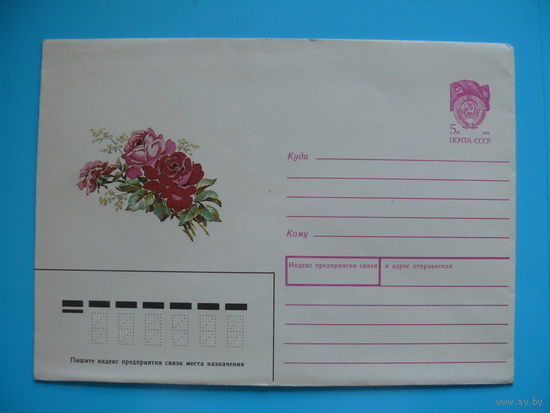 5к
ПОЧТА СССР
Куда
Кому
Индекс предприятия связи и адрес отправителя
Пишите индекс предприятия связи места назначения
www.ay.by